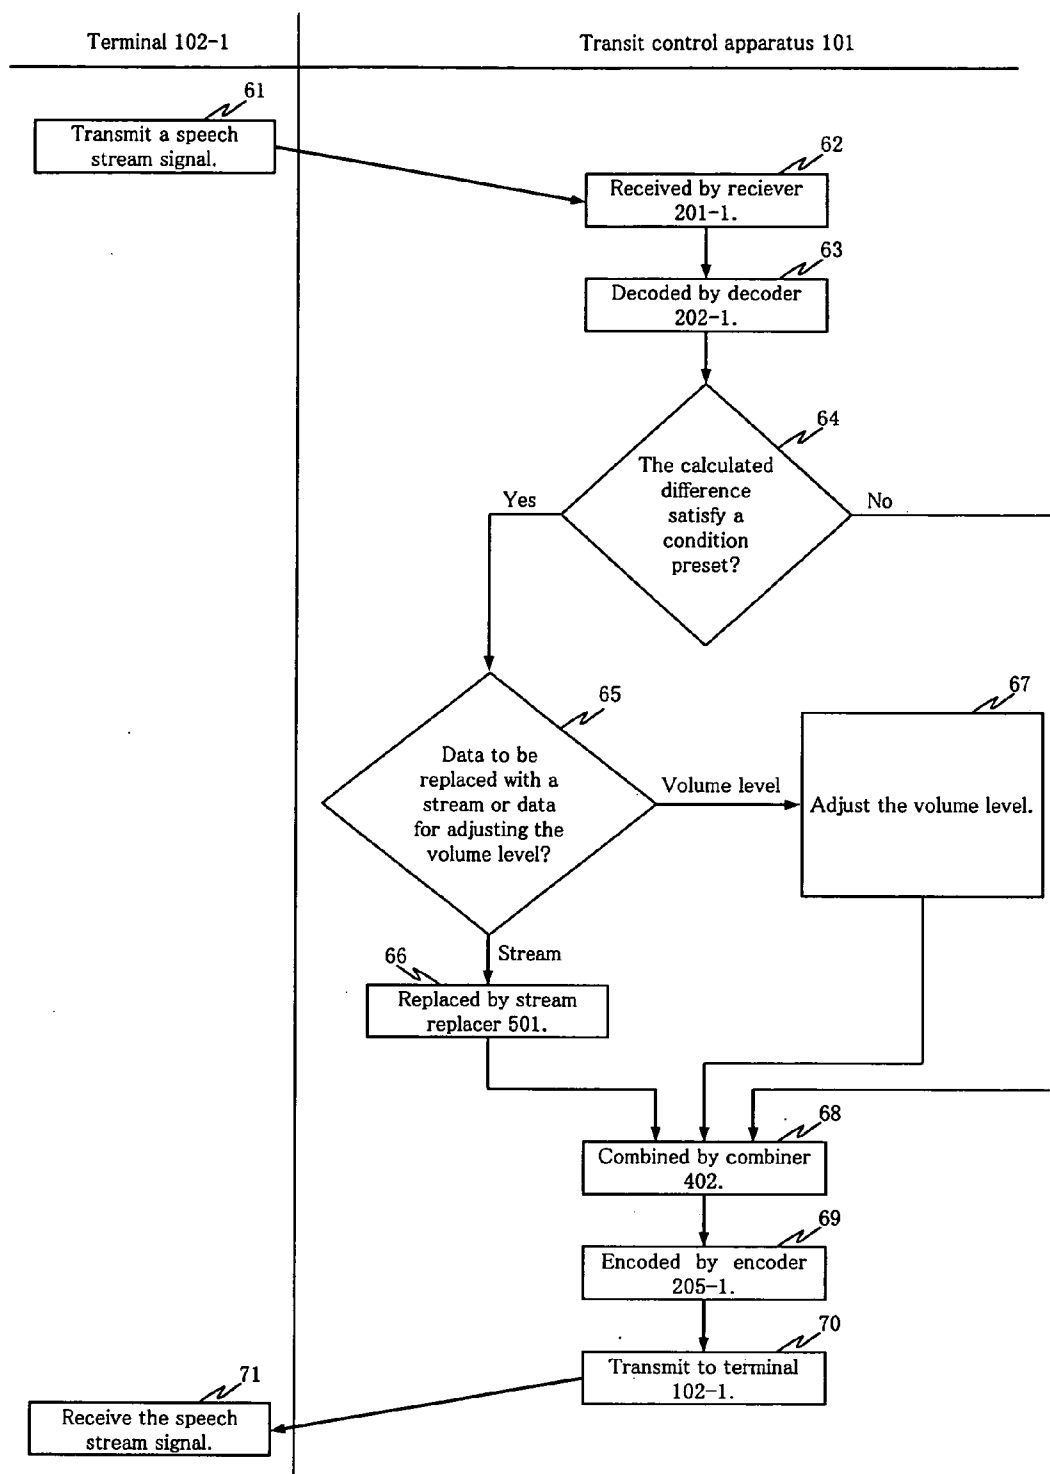 Terminal 102-1
Transit control apparatus 101
61
Transmit a speech
stream signal.
62
Received by reciever
201-1.
63
Decoded by decoder
202-1.
64
The calculated
difference
satisfy a
condition
preset?
Yes
No
65
Data to be
replaced with a
stream or data
for adjusting the
volume level?
Volume level
67
Adjust the volume level.
Stream
66
Replaced by stream
replacer 501.
68
Combined by combiner
402.
69
Encoded by encoder
205-1.
70
Transmit to terminal
102-1.
71
Receive the speech
stream signal.